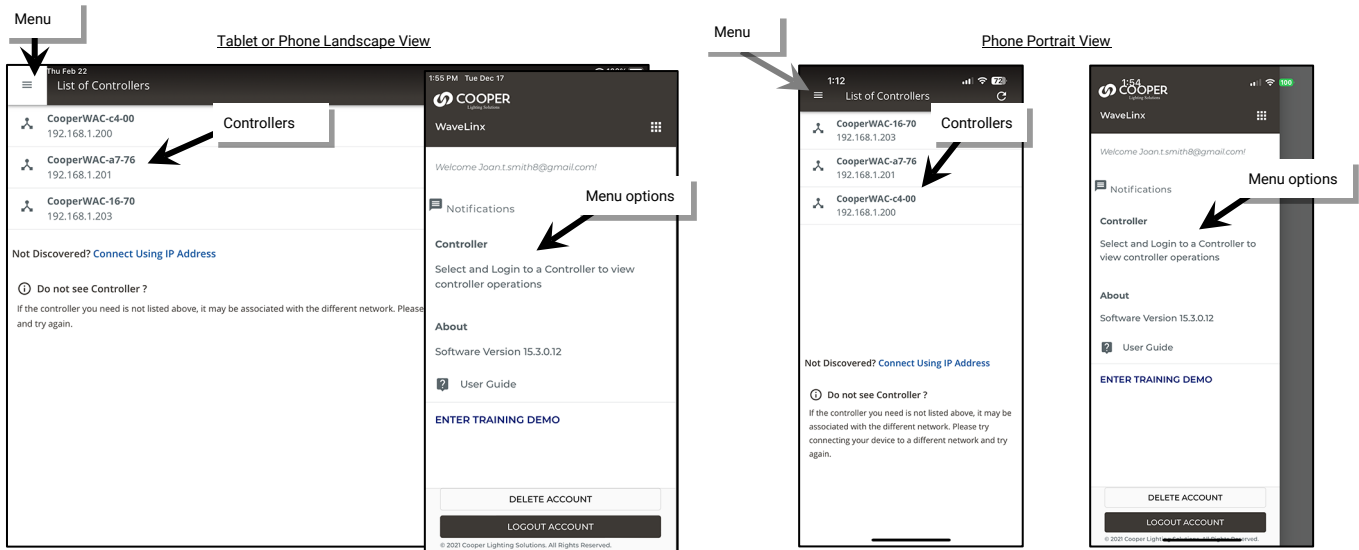 Menu
Tablet or Phone Landscape View
Thu Feb 22
List of Controllers
CooperWAC-c4-00
192.168.1.200
CooperWAC-a7-76
192.168.1.201
CooperWAC-16-70
192.168.1.203
Controllers
Not Discovered? Connect Using IP Address
Do not see Controller ?
If the controller you need is not listed above, it may be associated with the different network. Please
and try again.
1:55 PM Tue Dec 17
COOPER
Lighting Solutions
WaveLinx
Welcome Joan.t.smith8@gmail.com!
Notifications
Menu options
Controller
Select and Login to a Controller to view
controller operations
About
Software Version 15.3.0.12
User Guide
ENTER TRAINING DEMO
DELETE ACCOUNT
LOGOUT ACCOUNT
© 2021 Cooper Lighting Solutions. All Rights Reserved.
Menu
Phone Portrait View
1:12 72
List of Controllers
CooperWAC-16-70
192.168.1.203
CooperWAC-a7-76
192.168.1.201
CooperWAC-c4-00
192.168.1.200
Controllers
Not Discovered? Connect Using IP Address
Do not see Controller ?
If the controller you need is not listed above, it may be
associated with the different network. Please try
connecting your device to a different network and try
again.
1:54 100
COOPER
Lighting Solutions
WaveLinx
Welcome Joan.t.smith8@gmail.com!
Notifications
Menu options
Controller
Select and Login to a Controller to
view controller operations
About
Software Version 15.3.0.12
User Guide
ENTER TRAINING DEMO
DELETE ACCOUNT
LOGOUT ACCOUNT
© 2021 Cooper Lighting Solutions. All Rights Reserved.